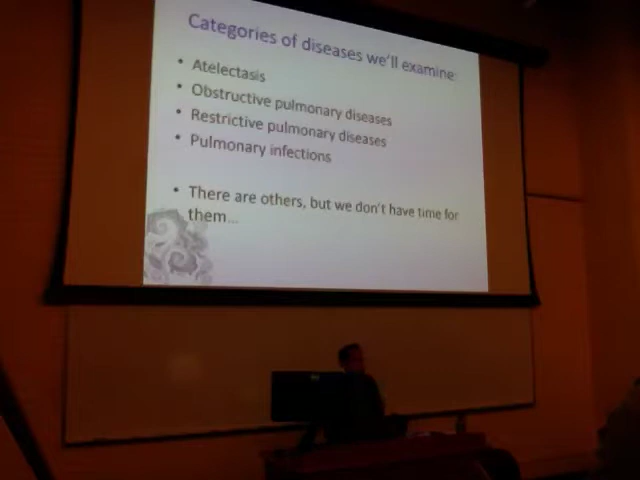 Categories of diseases we'll examine:
• Atelectasis
• Obstructive pulmonary diseases
• Restrictive pulmonary diseases
• Pulmonary infections
• There are others, but we don't have time for
them...